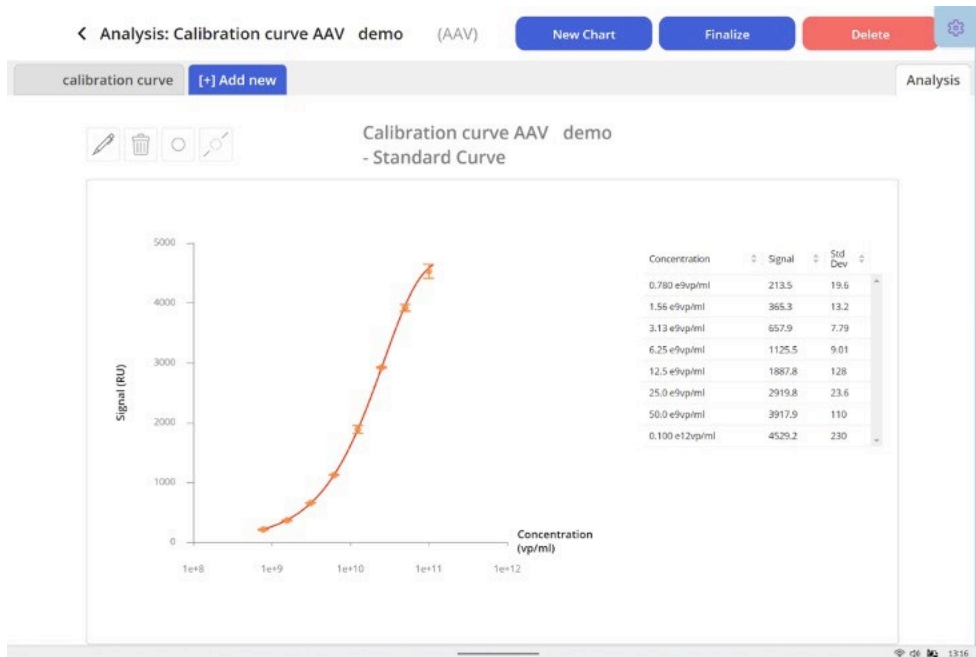 Analysis: Calibration curve AAV demo (AAV) New Chart Finalize Delete
calibration curve [+] Add new Analysis
Calibration curve AAV demo
- Standard Curve
5000
4000
3000
2000
1000
0
Signal (RU)
1e+8 1e+9 1e+10 1e+11 1e+12
Concentration
(vp/ml)
Concentration Signal Std Dev
0.780 e9vp/ml 213.5 19.6
1.56 e9vp/ml 365.3 13.2
3.13 e9vp/ml 657.9 7.79
6.25 e9vp/ml 1125.5 9.01
12.5 e9vp/ml 1887.8 128
25.0 e9vp/ml 2919.8 23.6
50.0 e9vp/ml 3917.9 110
0.100 e12vp/ml 4529.2 230
1316